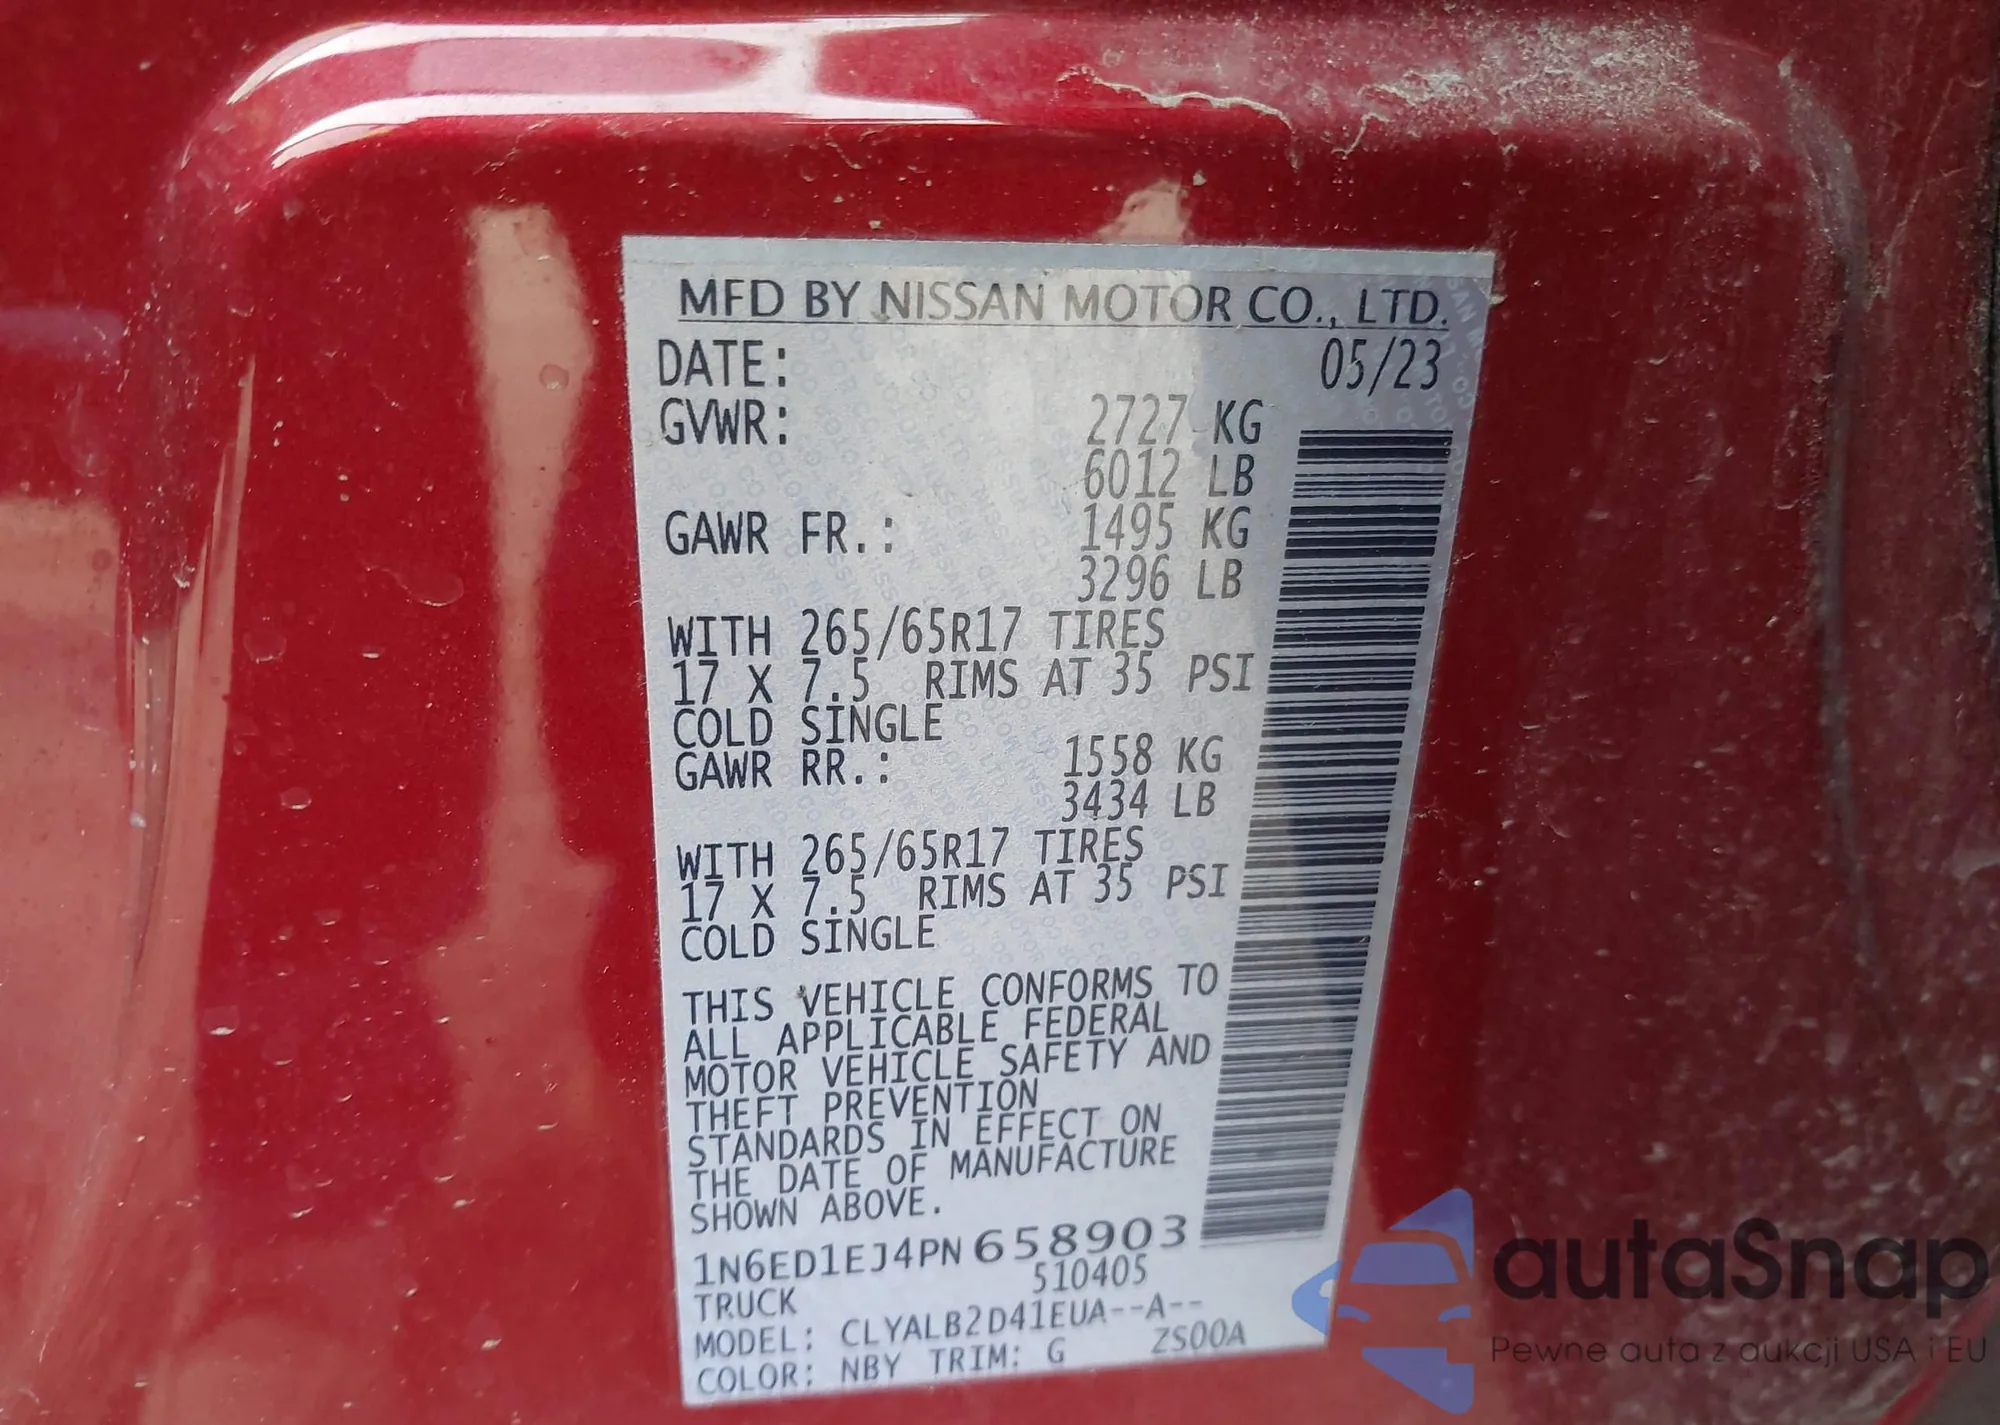 MFD BY NISSAN MOTOR CO., LTD.
DATE: 05/23
GVWR: 2727 KG
6012 LB
GAWR FR.: 1495 KG
3296 LB
WITH 265/65R17 TIRES
17 X 7.5 RIMS AT 35 PSI
COLD SINGLE
GAWR RR.: 1558 KG
3434 LB
WITH 265/65R17 TIRES
17 X 7.5 RIMS AT 35 PSI
COLD SINGLE
THIS VEHICLE CONFORMS TO
ALL APPLICABLE FEDERAL
MOTOR VEHICLE SAFETY AND
THEFT PREVENTION
STANDARDS IN EFFECT ON
THE DATE OF MANUFACTURE
SHOWN ABOVE.
1N6ED1EJ4PN658903
TRUCK 510405
MODEL: CLYALB2D41EUA--A--
COLOR: NBY TRIM: G ZS00A
autaSnap
Pewne auta z aukcji USA i EU